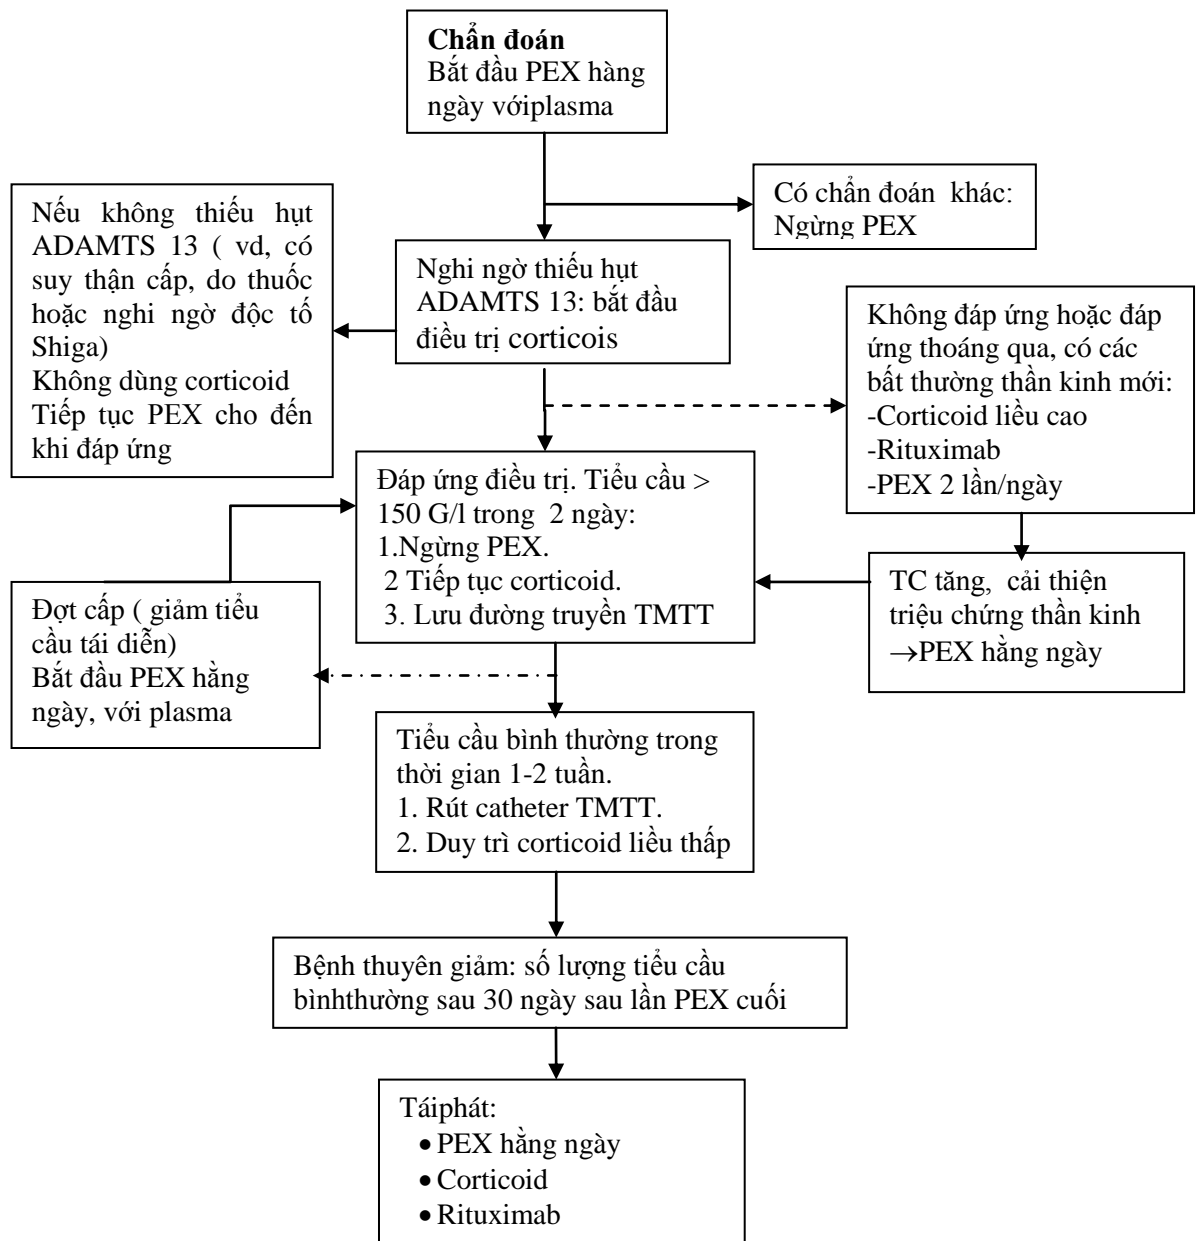 Chẩn đoán
Bắt đầu PEX hàng
ngày vớiplasma
Có chẩn đoán khác:
Ngừng PEX
Nếu không thiếu hụt
ADAMTS 13 ( vd, có
suy thận cấp, do thuốc
hoặc nghi ngờ độc tố
Shiga)
Không dùng corticoid
Tiếp tục PEX cho đến
khi đáp ứng
Nghi ngờ thiếu hụt
ADAMTS 13: bắt đầu
điều trị corticois
Không đáp ứng hoặc đáp
ứng thoáng qua, có các
bất thường thần kinh mới:
-Corticoid liều cao
-Rituximab
-PEX 2 lần/ngày
Đáp ứng điều trị. Tiểu cầu >
150 G/l trong 2 ngày:
1.Ngừng PEX.
2 Tiếp tục corticoid.
3. Lưu đường truyền TMTT
TC tăng, cải thiện
triệu chứng thần kinh
→PEX hằng ngày
Đợt cấp ( giảm tiểu
cầu tái diễn)
Bắt đầu PEX hằng
ngày, với plasma
Tiểu cầu bình thường trong
thời gian 1-2 tuần.
1. Rút catheter TMTT.
2. Duy trì corticoid liều thấp
Bệnh thuyên giảm: số lượng tiểu cầu
bìnhthường sau 30 ngày sau lần PEX cuối
Táiphát:
• PEX hằng ngày
• Corticoid
• Rituximab